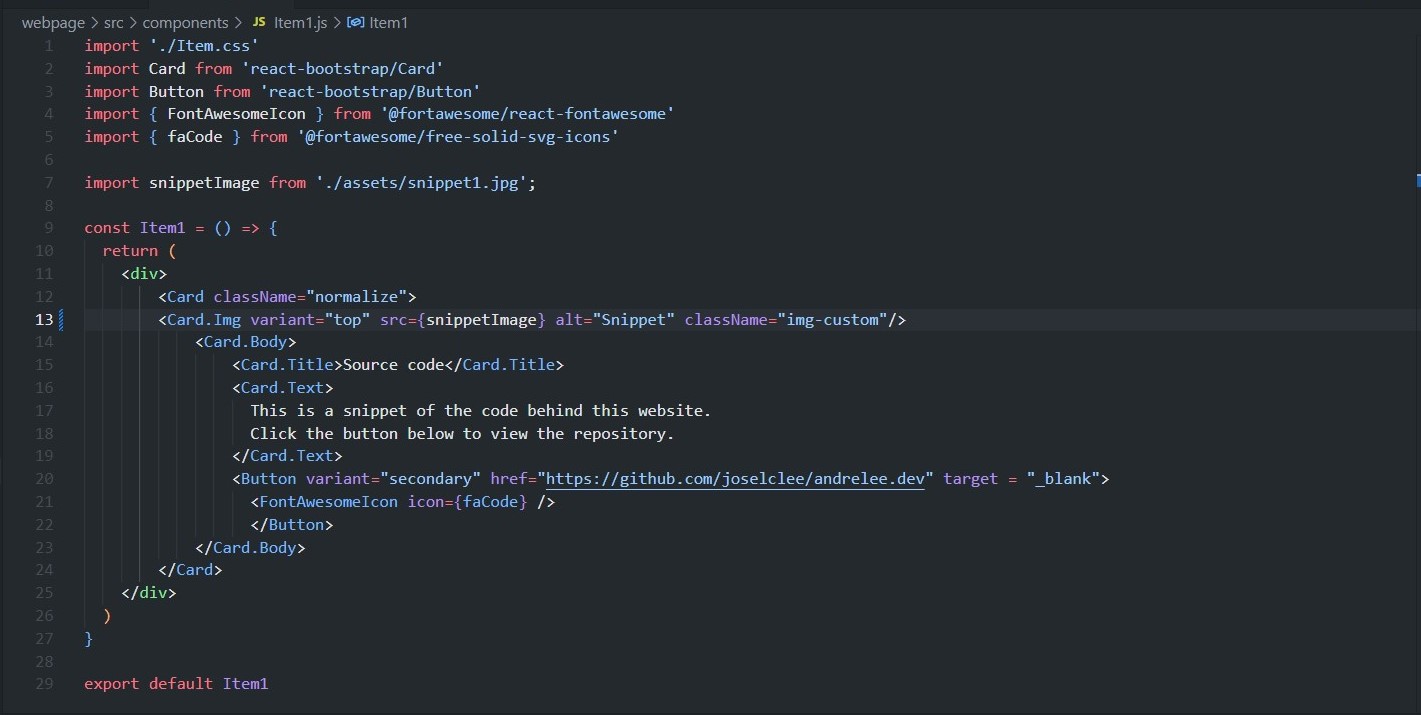 webpage > src > components > JS Item1.js > Item1
1 import './Item.css'
2 import Card from 'react-bootstrap/Card'
3 import Button from 'react-bootstrap/Button'
4 import { FontAwesomeIcon } from '@fortawesome/react-fontawesome'
5 import { faCode } from '@fortawesome/free-solid-svg-icons'
6
7 import snippetImage from './assets/snippet1.jpg';
8
9 const Item1 = () => {
10   return (
11     <div>
12         <Card className="normalize">
13         <Card.Img variant="top" src={snippetImage} alt="Snippet" className="img-custom"/>
14             <Card.Body>
15                 <Card.Title>Source code</Card.Title>
16                 <Card.Text>
17                   This is a snippet of the code behind this website.
18                   Click the button below to view the repository.
19                 </Card.Text>
20                 <Button variant="secondary" href="https://github.com/joselclee/andrelee.dev" target = "_blank">
21                   <FontAwesomeIcon icon={faCode} />
22                   </Button>
23             </Card.Body>
24         </Card>
25     </div>
26   )
27 }
28
29 export default Item1